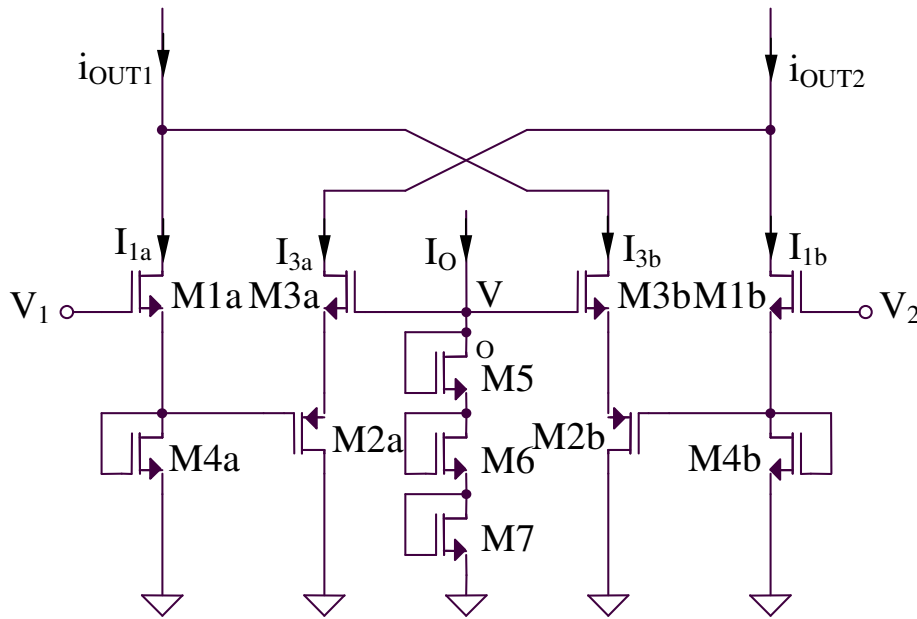 iOUT1
iOUT2
I1a
I3a
IO
I3b
I1b
V1
M1a
M3a
V
M3b
M1b
V2
O
M5
M4a
M2a
M6
M2b
M4b
M7